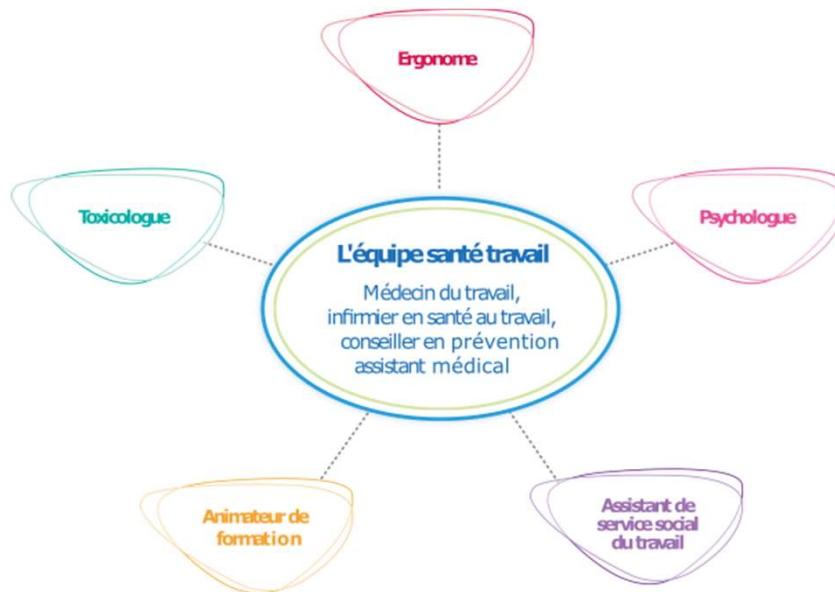 Ergonome
Toxicologue
Psychologue
L'équipe santé travail
Médecin du travail,
infirmier en santé au travail,
conseiller en prévention
assistant médical
Animateur de
formation
Assistant de
service social
du travail